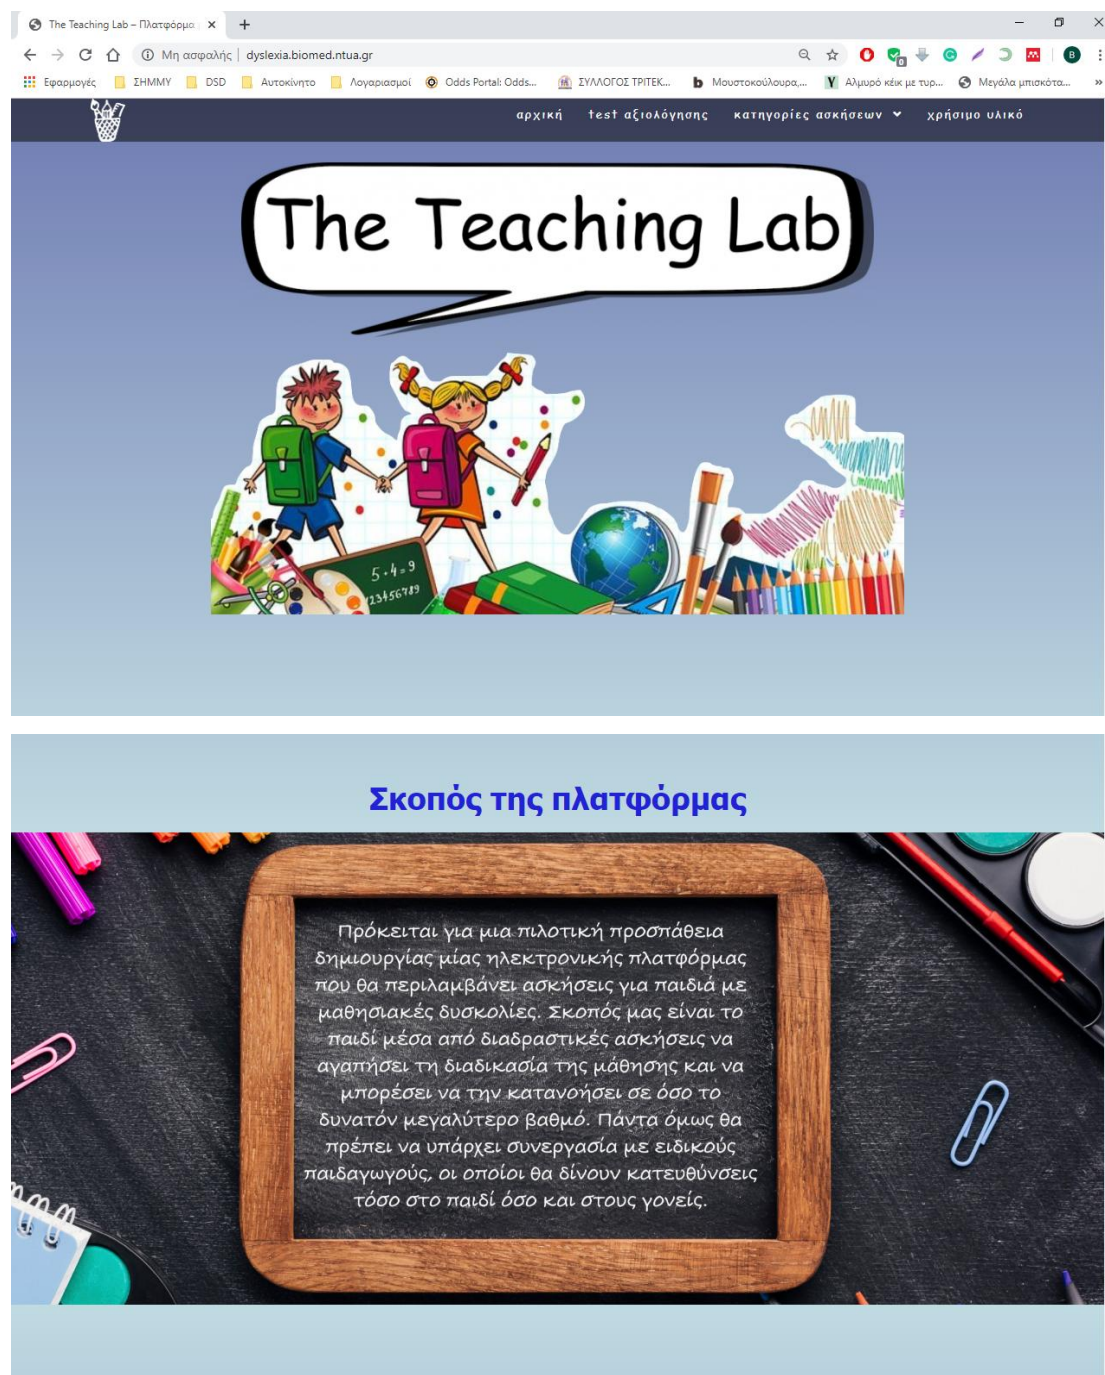 The Teaching Lab – Πλατφόρμα
Μη ασφαλής | dyslexia.biomed.ntua.gr
Εφαρμογές ΣΗΜΜΥ DSD Αυτοκίνητο Λογαριασμοί Odds Portal: Odds... ΣΥΛΛΟΓΟΣ ΤΡΙΤΕΚ... Μουστοκούλουρα,... Αλμυρό κέικ με τυρ... Μεγάλα μπισκότα... »
αρχική test αξιολόγησης κατηγορίες ασκήσεων χρήσιμο υλικό
The Teaching Lab
5+4=9
123456789
Σκοπός της πλατφόρμας
Πρόκειται για μια πιλοτική προσπάθεια
δημιουργίας μίας ηλεκτρονικής πλατφόρμας
που θα περιλαμβάνει ασκήσεις για παιδιά με
μαθησιακές δυσκολίες. Σκοπός μας είναι το
παιδί μέσα από διαδραστικές ασκήσεις να
αγαπήσει τη διαδικασία της μάθησης και να
μπορέσει να την κατανοήσει σε όσο το
δυνατόν μεγαλύτερο βαθμό. Πάντα όμως θα
πρέπει να υπάρχει συνεργασία με ειδικούς
παιδαγωγούς, οι οποίοι θα δίνουν κατευθύνσεις
τόσο στο παιδί όσο και στους γονείς.